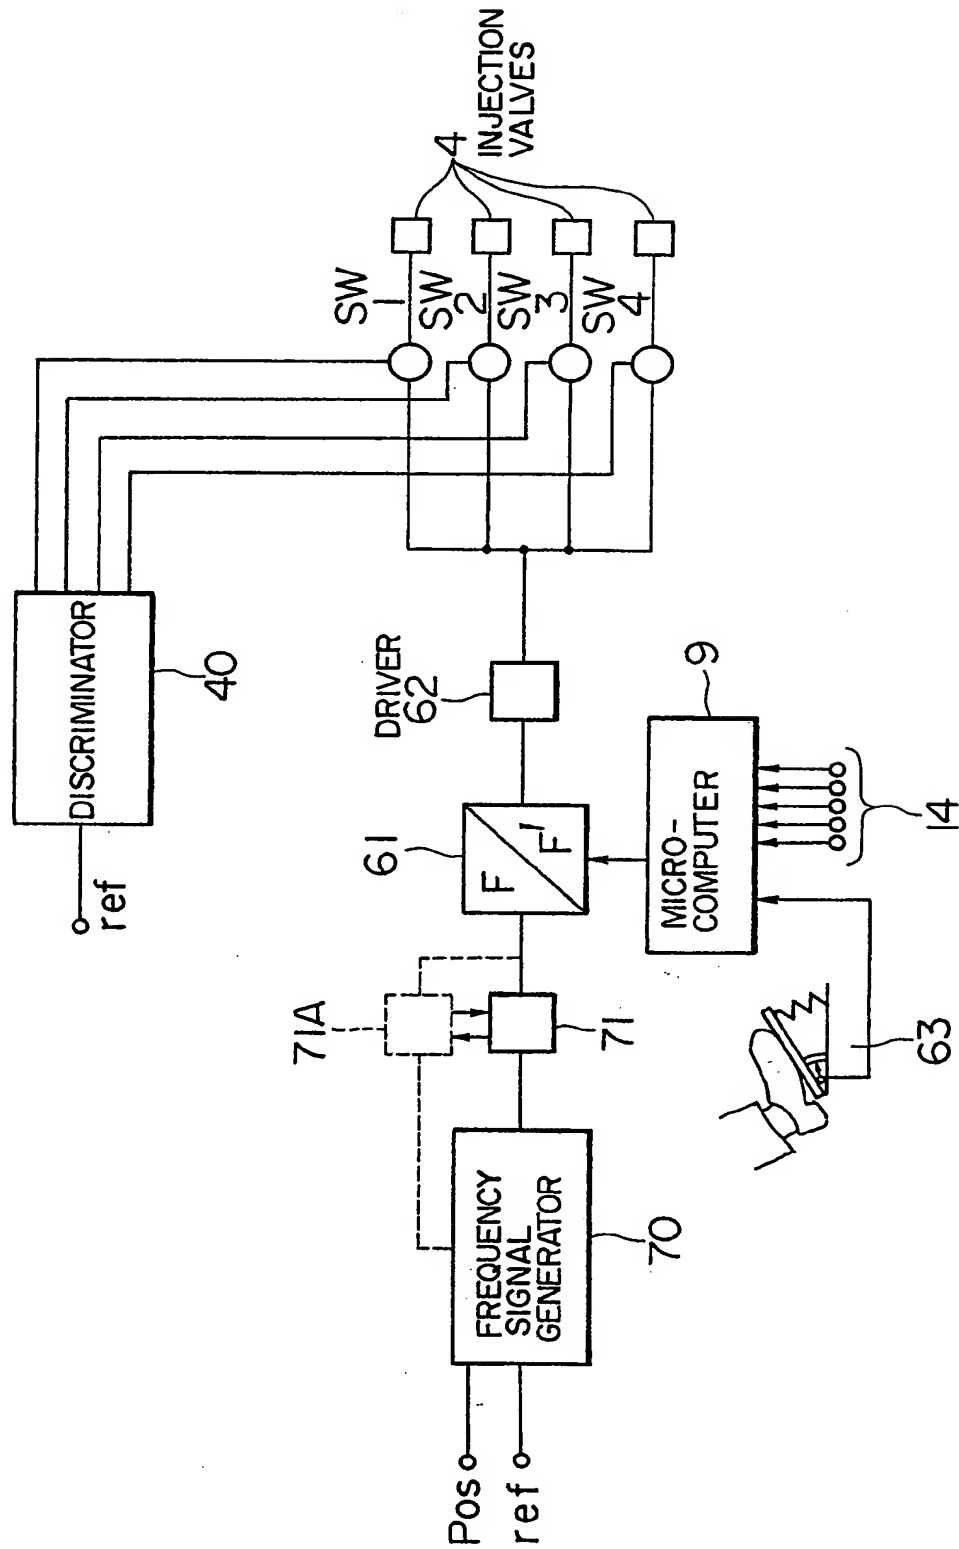 ref
DISCRIMINATOR
40
SW
1
SW
2
SW
3
SW
4
4
INJECTION
VALVES
Pos
ref
FREQUENCY
SIGNAL
GENERATOR
70
71A
71
61
F
F'
DRIVER
62
MICRO-
COMPUTER
9
14
63